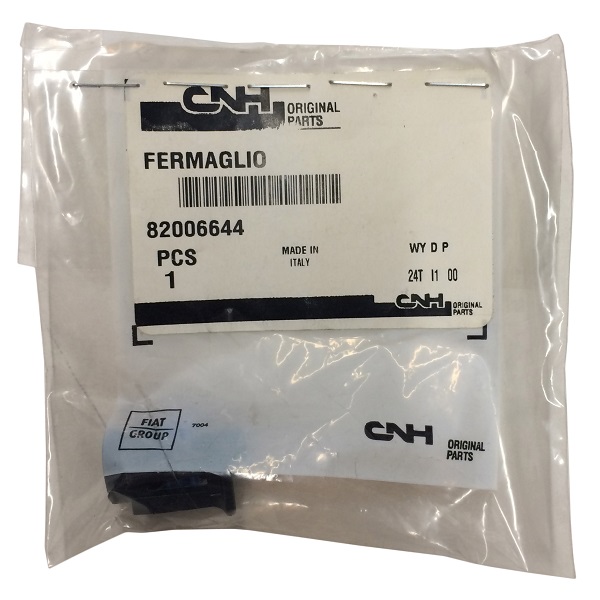 CNH ORIGINAL
PARTS
FERMAGLIO
82006644
PCS
1
MADE IN
ITALY
WY D P
24T I1 00
CNH ORIGINAL
PARTS
FIAT
GROUP
7004
CNH ORIGINAL
PARTS